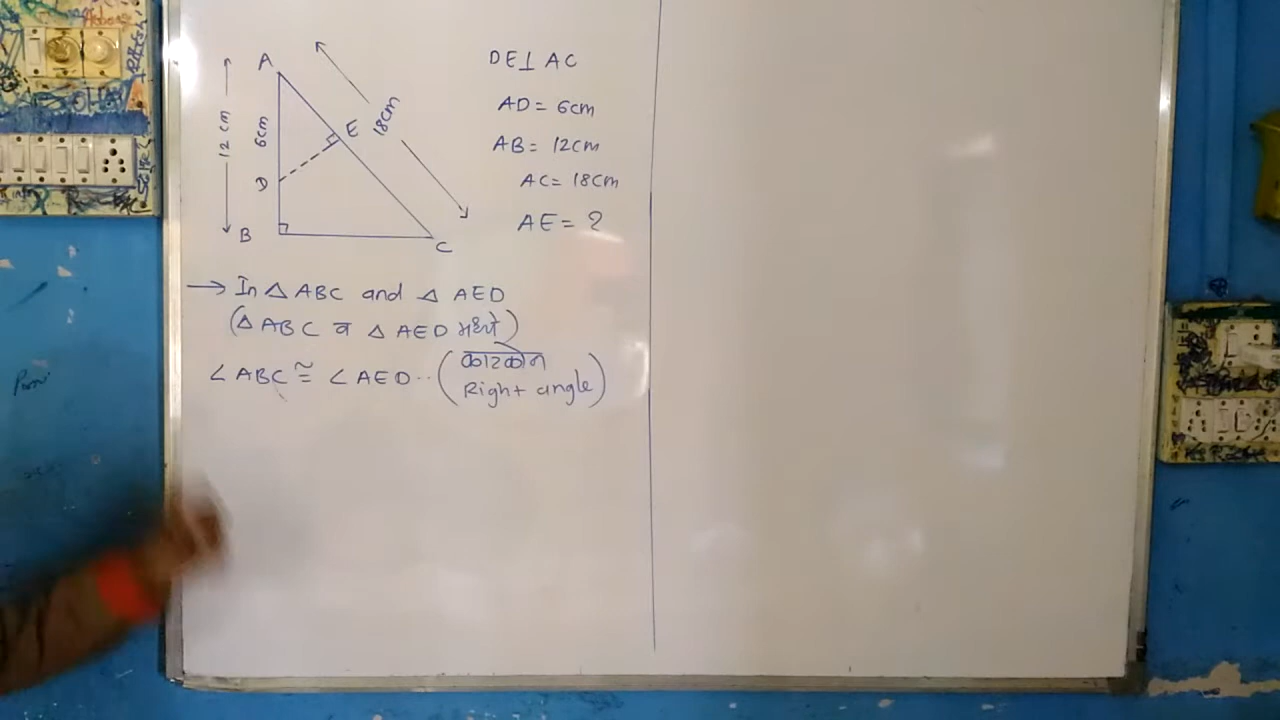 A
12 cm
6cm
D
B
E
18cm
C
DE⊥ AC
AD = 6cm
AB = 12cm
AC = 18cm
AE = ?
→ In △ ABC and △ AED
(△ ABC व △ AED मध्ये)
∠ ABC ≅ ∠ AED .. (काटकोन
Right angle)